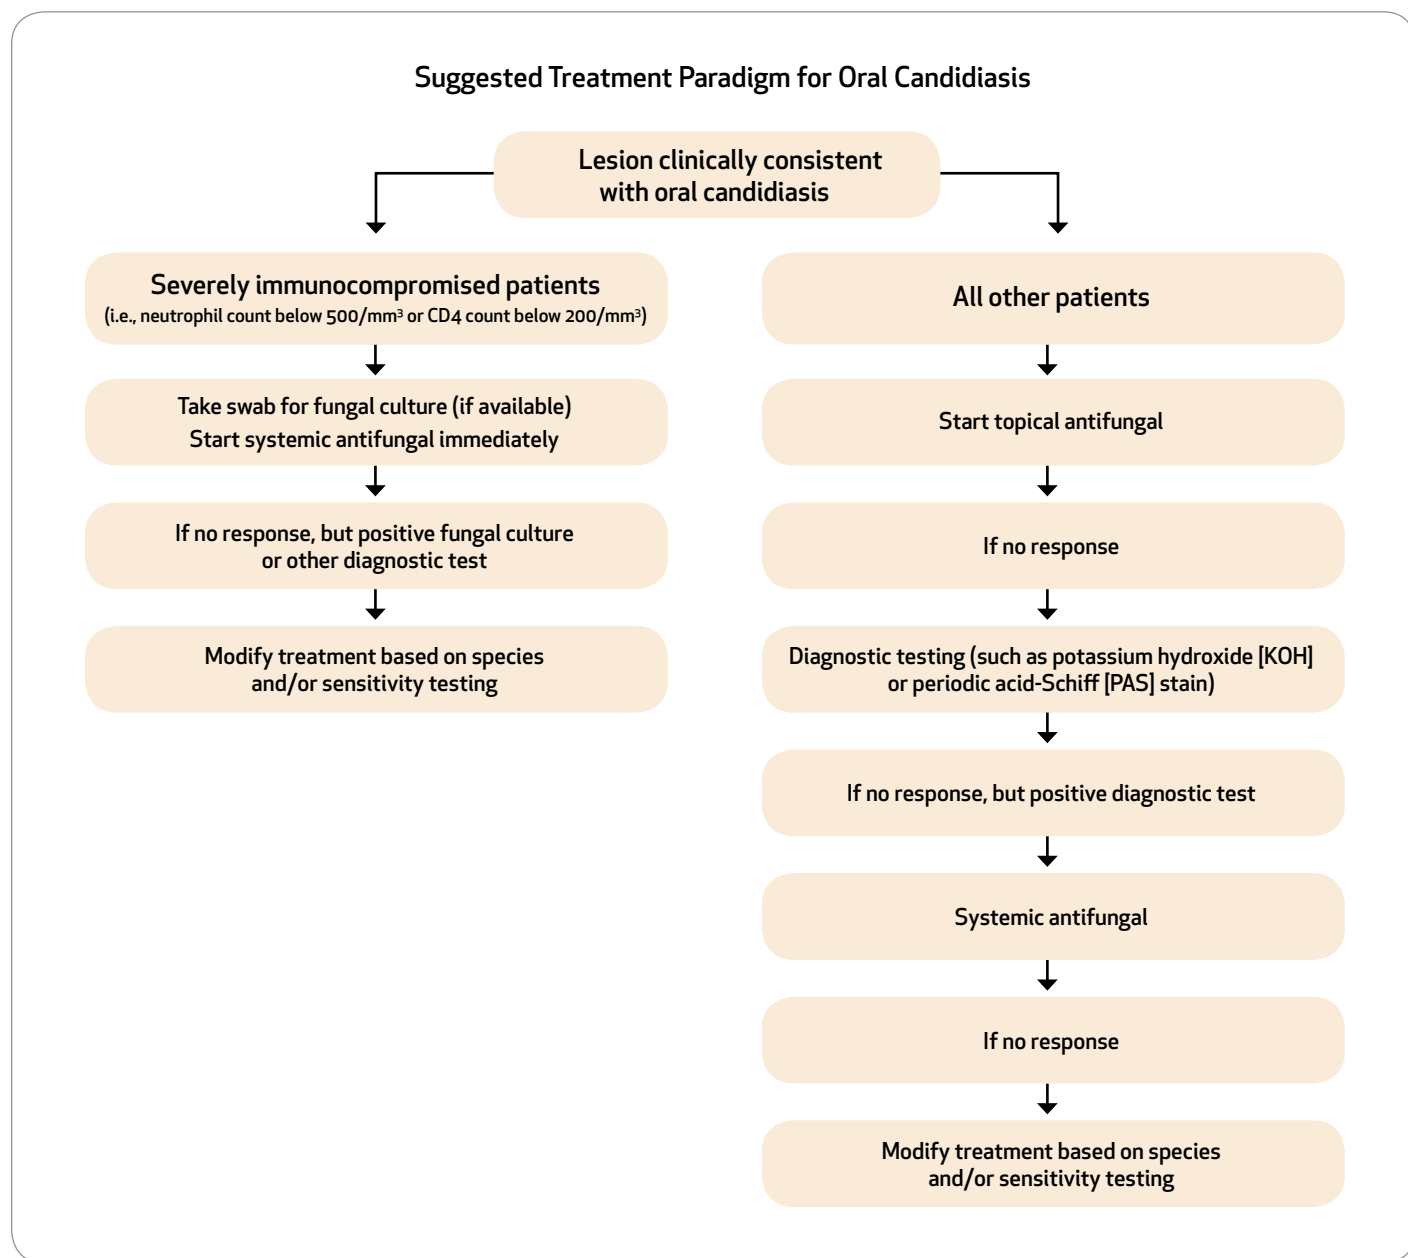 Suggested Treatment Paradigm for Oral Candidiasis
Lesion clinically consistent
with oral candidiasis
Severely immunocompromised patients
(i.e., neutrophil count below 500/mm³ or CD4 count below 200/mm³)
Take swab for fungal culture (if available)
Start systemic antifungal immediately
If no response, but positive fungal culture
or other diagnostic test
Modify treatment based on species
and/or sensitivity testing
All other patients
Start topical antifungal
If no response
Diagnostic testing (such as potassium hydroxide [KOH]
or periodic acid-Schiff [PAS] stain)
If no response, but positive diagnostic test
Systemic antifungal
If no response
Modify treatment based on species
and/or sensitivity testing